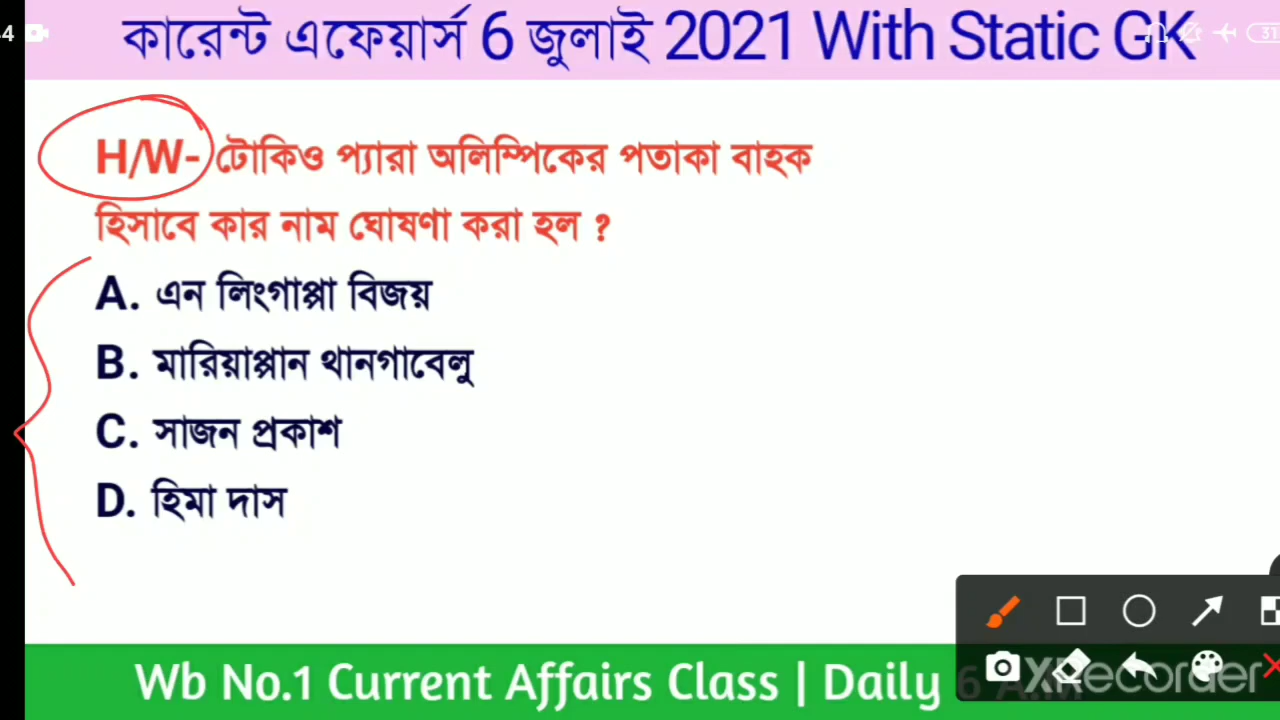 কারেন্ট এফেয়ার্স 6 জুলাই 2021 With Static GK
H/W- টোকিও প্যারা অলিম্পিকের পতাকা বাহক
হিসাবে কার নাম ঘোষণা করা হল ?
A. এন লিংগাপ্পা বিজয়
B. মারিয়াপ্পান থানগাবেলু
C. সাজন প্রকাশ
D. হিমা দাস
Wb No.1 Current Affairs Class | Daily 6
XRecorder